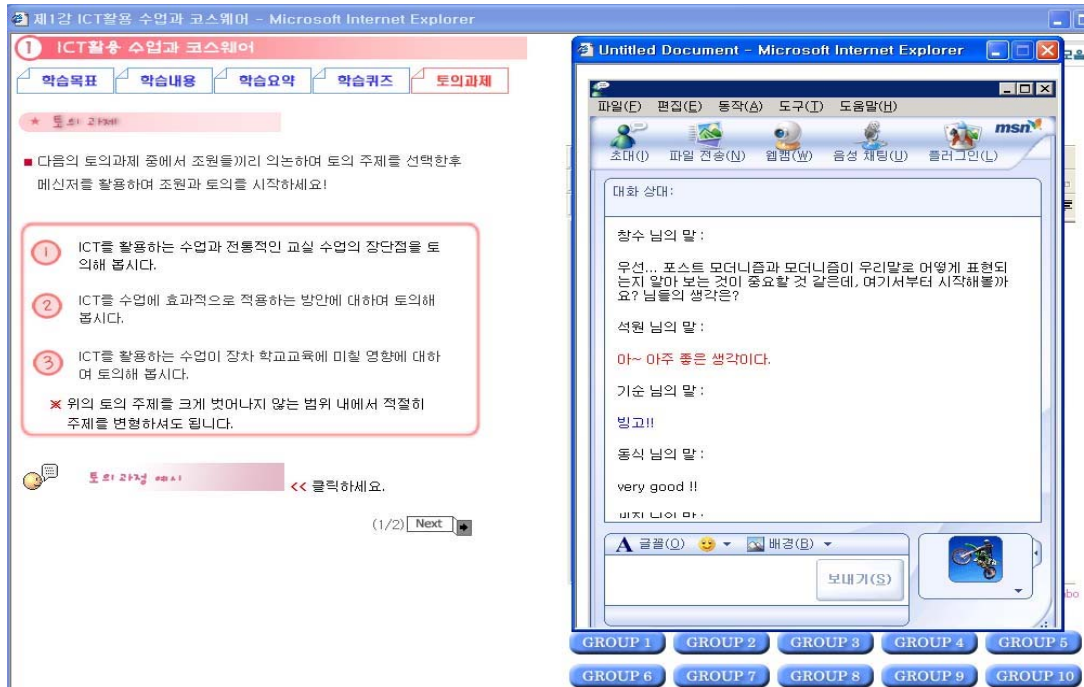 제1강 ICT활용 수업과 코스웨어 - Microsoft Internet Explorer
1 ICT활용 수업과 코스웨어
학습목표 학습내용 학습요약 학습퀴즈 토의과제
★ 토의 과제
■ 다음의 토의과제 중에서 조원들끼리 의논하여 토의 주제를 선택한후
메신저를 활용하여 조원과 토의를 시작하세요!
1 ICT를 활용하는 수업과 전통적인 교실 수업의 장단점을 토
의해 봅시다.
2 ICT를 수업에 효과적으로 적용하는 방안에 대하여 토의해
봅시다.
3 ICT를 활용하는 수업이 장차 학교교육에 미칠 영향에 대하
여 토의해 봅시다.
※ 위의 토의 주제를 크게 벗어나지 않는 범위 내에서 적절히
주제를 변형하셔도 됩니다.
토의과정 예시 << 클릭하세요.
(1/2) Next
Untitled Document - Microsoft Internet Explorer
파일(F) 편집(E) 동작(A) 도구(T) 도움말(H)
msn
초대(I) 파일 전송(N) 웹캠(W) 음성 채팅(U) 플러그인(L)
대화 상대:
창수 님의 말 :
우선... 포스트 모더니즘과 모더니즘이 우리말로 어떻게 표현되
는지 알아 보는 것이 중요할 것 같은데, 여기서부터 시작해볼까
요? 님들의 생각은?
석원 님의 말 :
아~ 아주 좋은 생각이다.
기순 님의 말 :
빙고!!
동식 님의 말 :
very good !!
A 글꼴(O) 배경(B)
보내기(S)
GROUP 1 GROUP 2 GROUP 3 GROUP 4 GROUP 5
GROUP 6 GROUP 7 GROUP 8 GROUP 9 GROUP 10